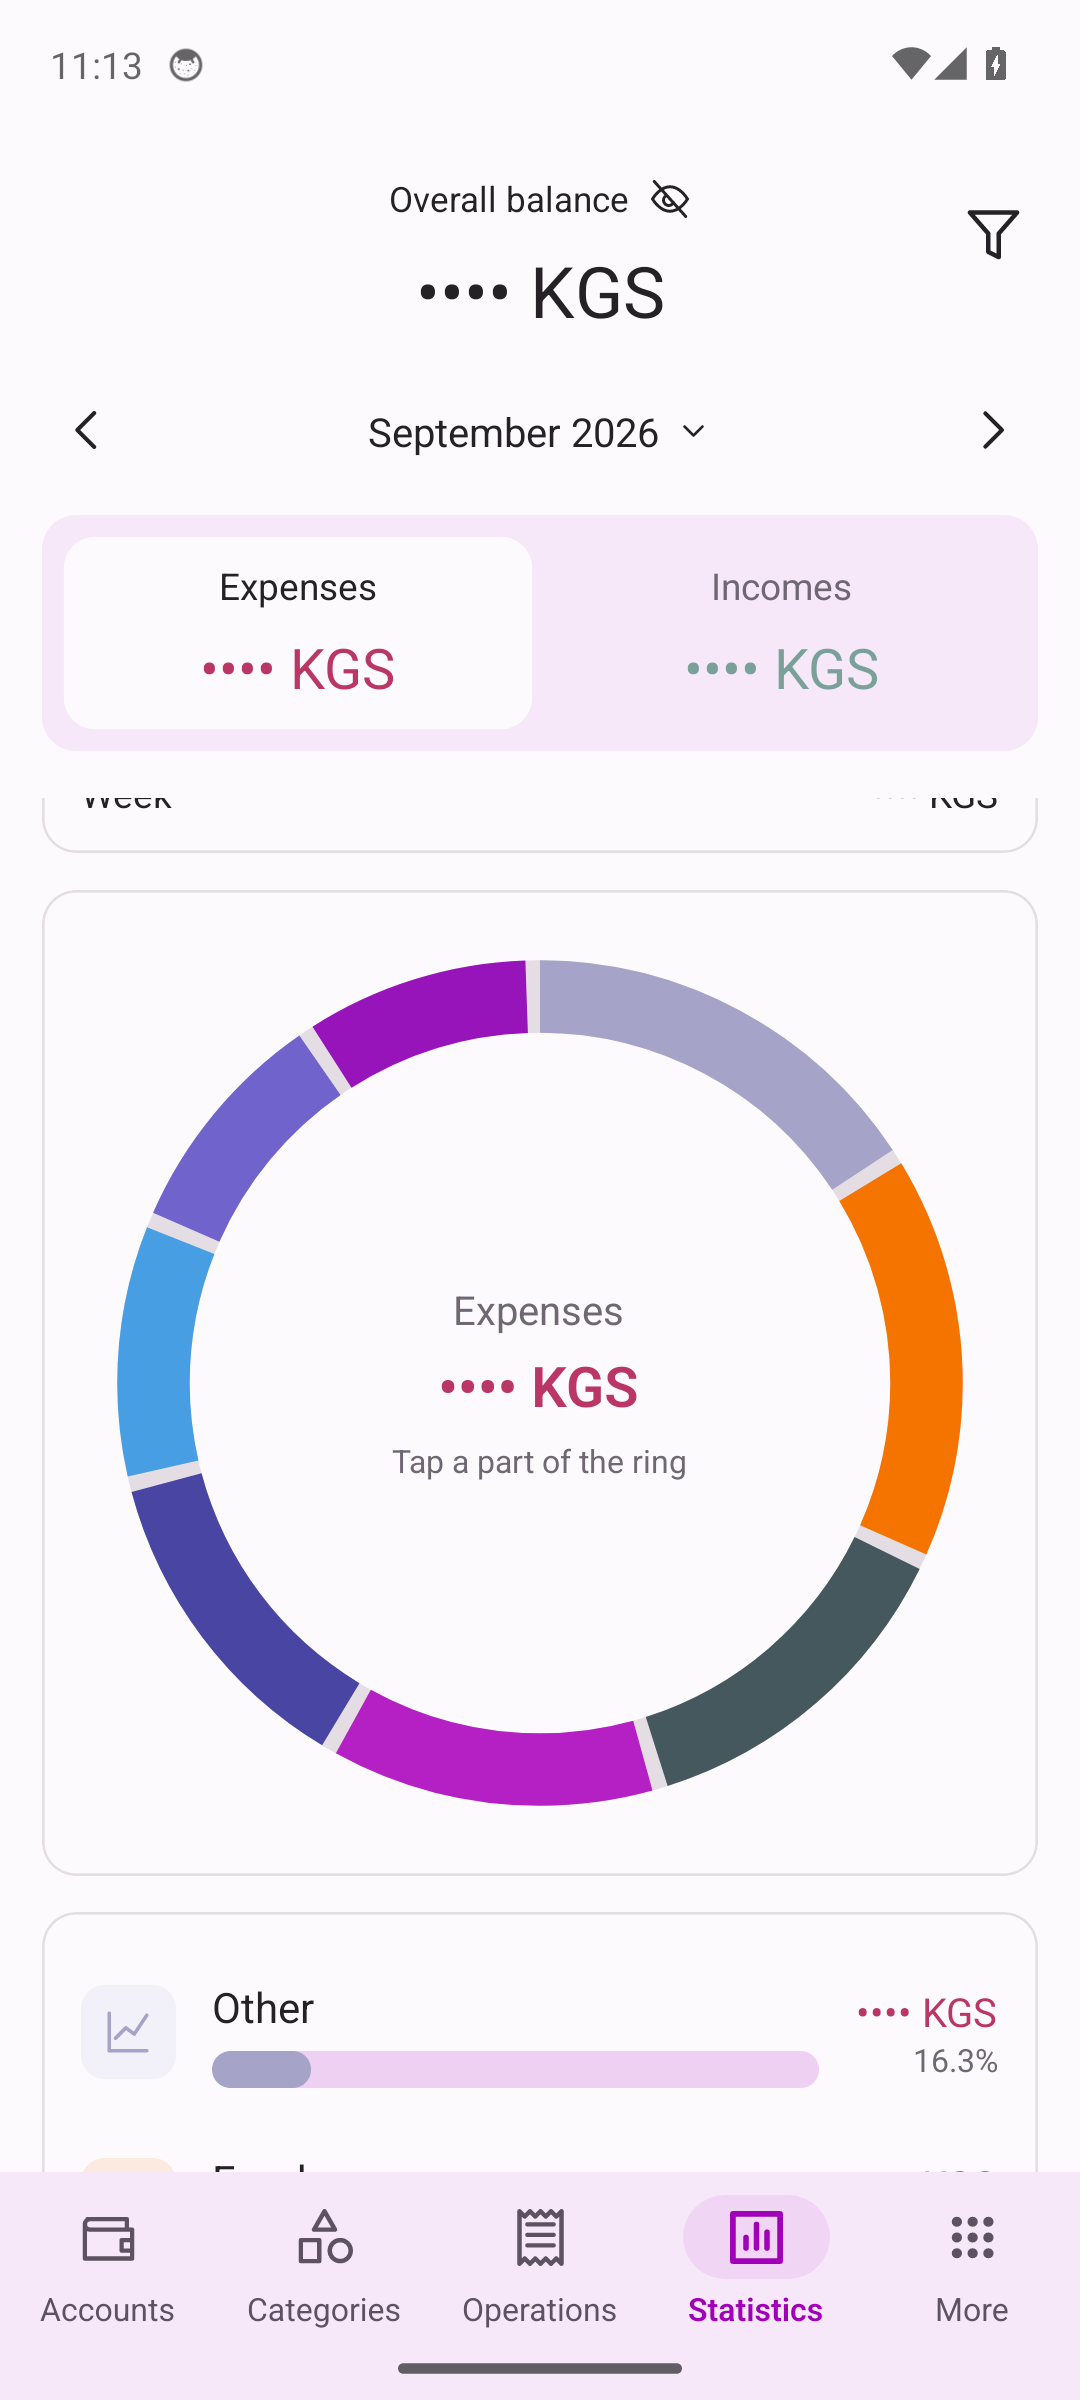 11:13
Overall balance
•••• KGS
September 2026
Expenses
Incomes
•••• KGS
•••• KGS
Week
KGS
Expenses
•••• KGS
Tap a part of the ring
Other
•••• KGS
16.3%
Accounts
Categories
Operations
Statistics
More